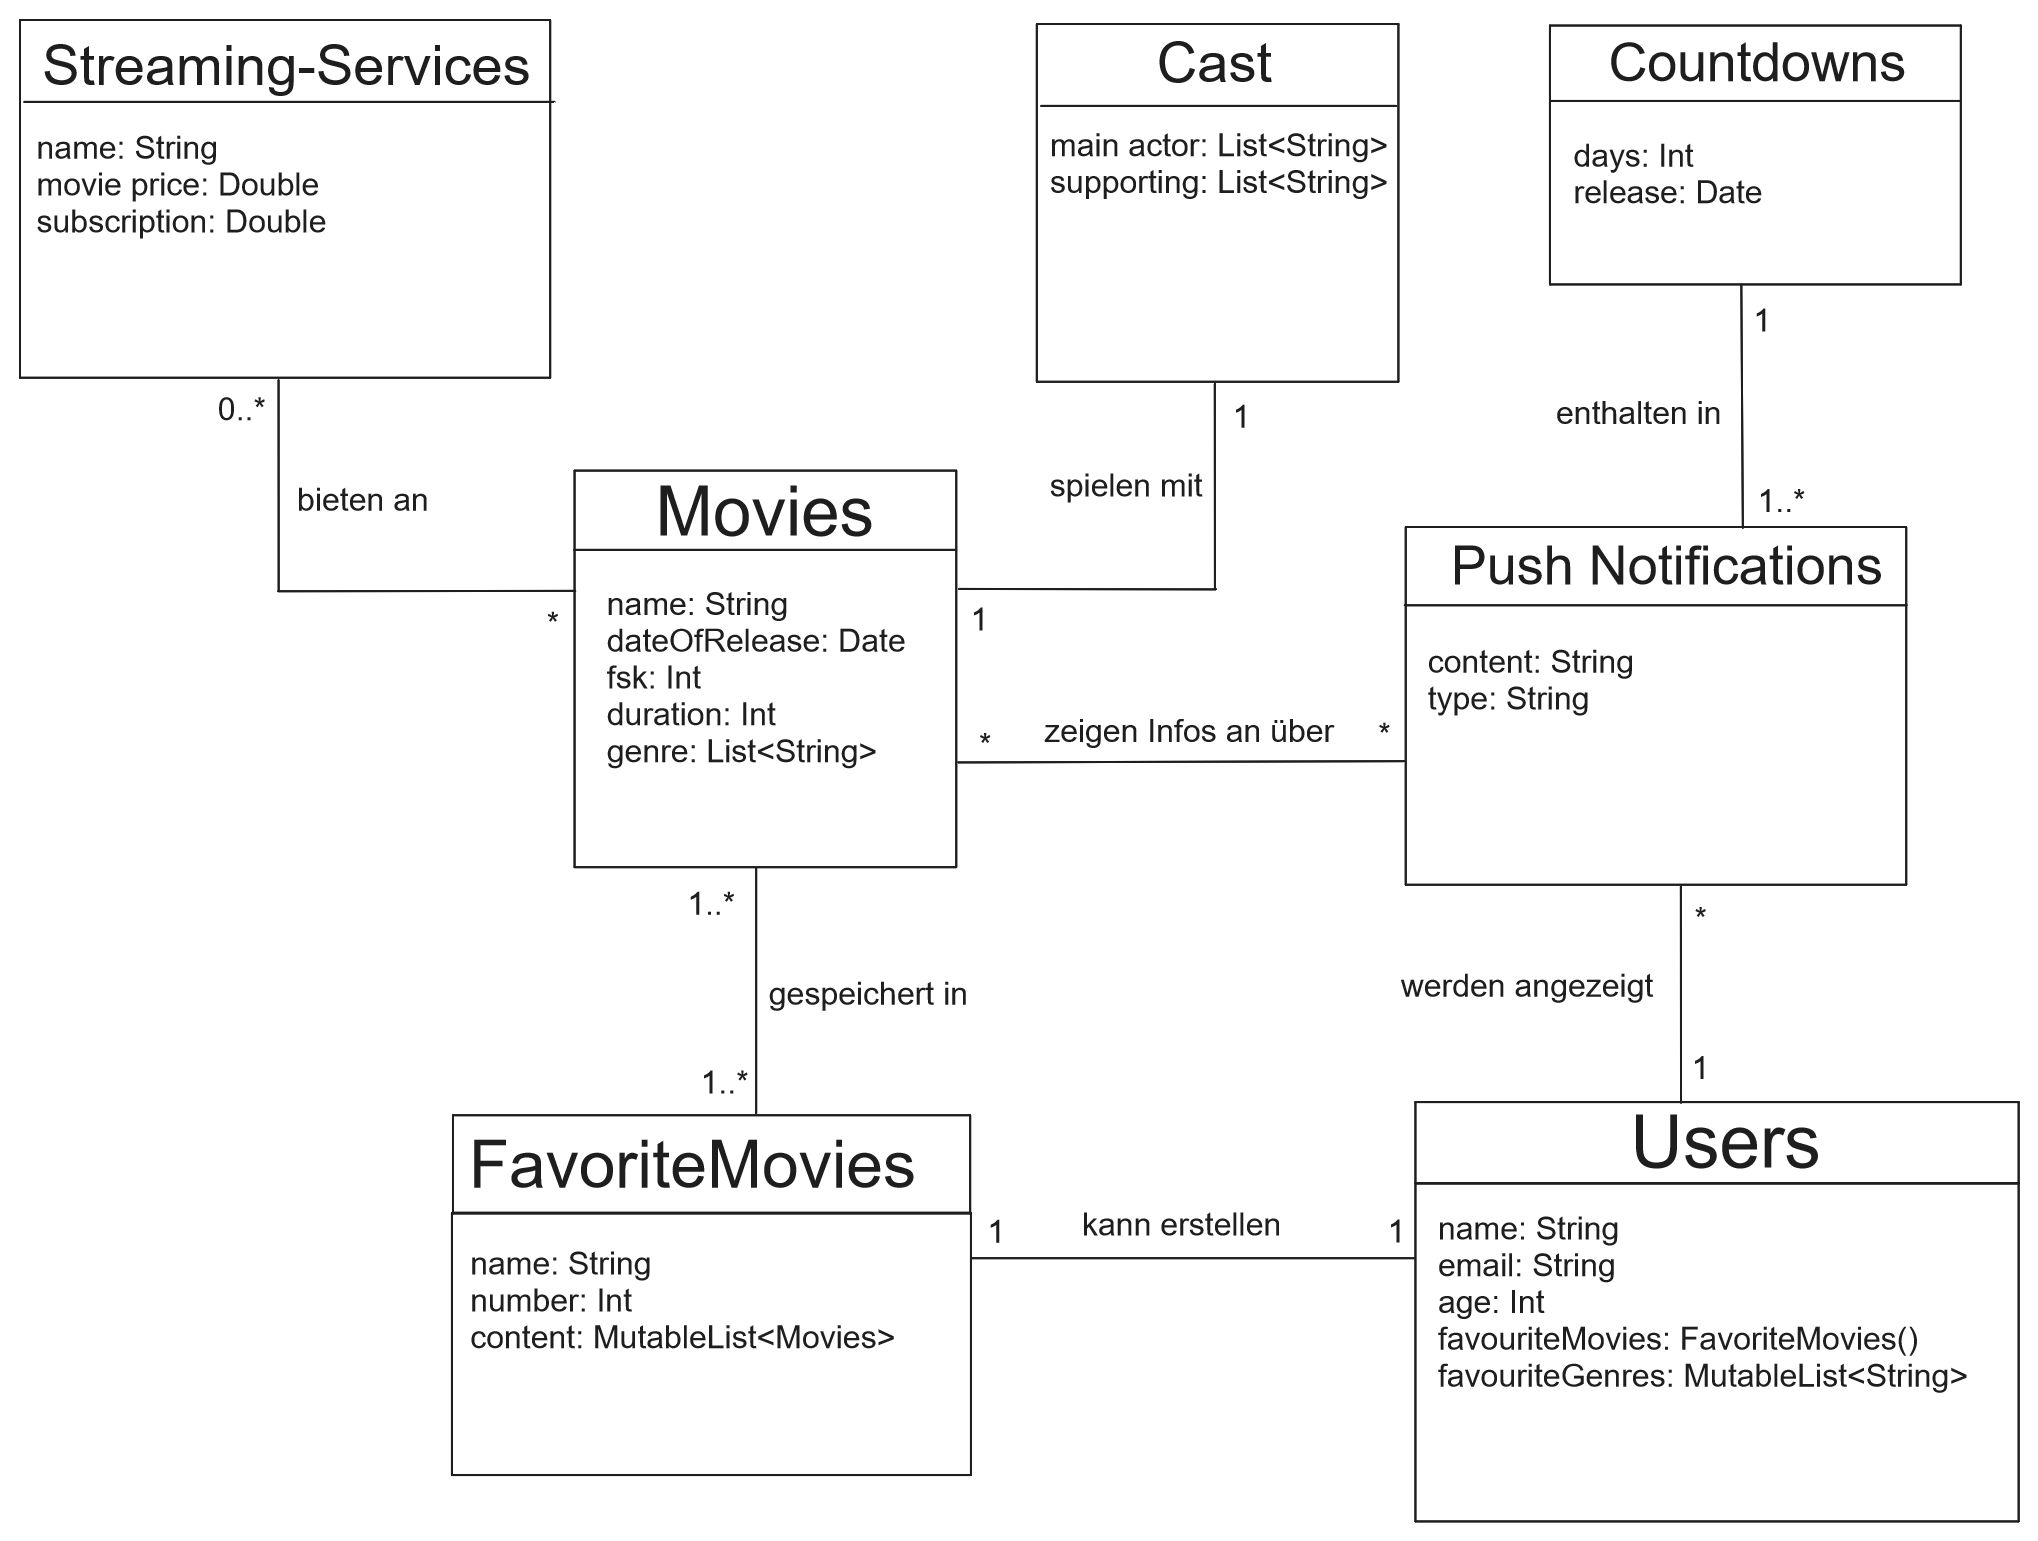 Streaming-Services
name: String
movie price: Double
subscription: Double
Cast
main actor: List<String>
supporting: List<String>
Countdowns
days: Int
release: Date
0..*
bieten an
*
1
spielen mit
1
1
enthalten in
1..*
Movies
name: String
dateOfRelease: Date
fsk: Int
duration: Int
genre: List<String>
Push Notifications
content: String
type: String
*
zeigen Infos an über
*
1..*
gespeichert in
1..*
*
werden angezeigt
1
FavoriteMovies
name: String
number: Int
content: MutableList<Movies>
1
kann erstellen
1
Users
name: String
email: String
age: Int
favouriteMovies: FavoriteMovies()
favouriteGenres: MutableList<String>